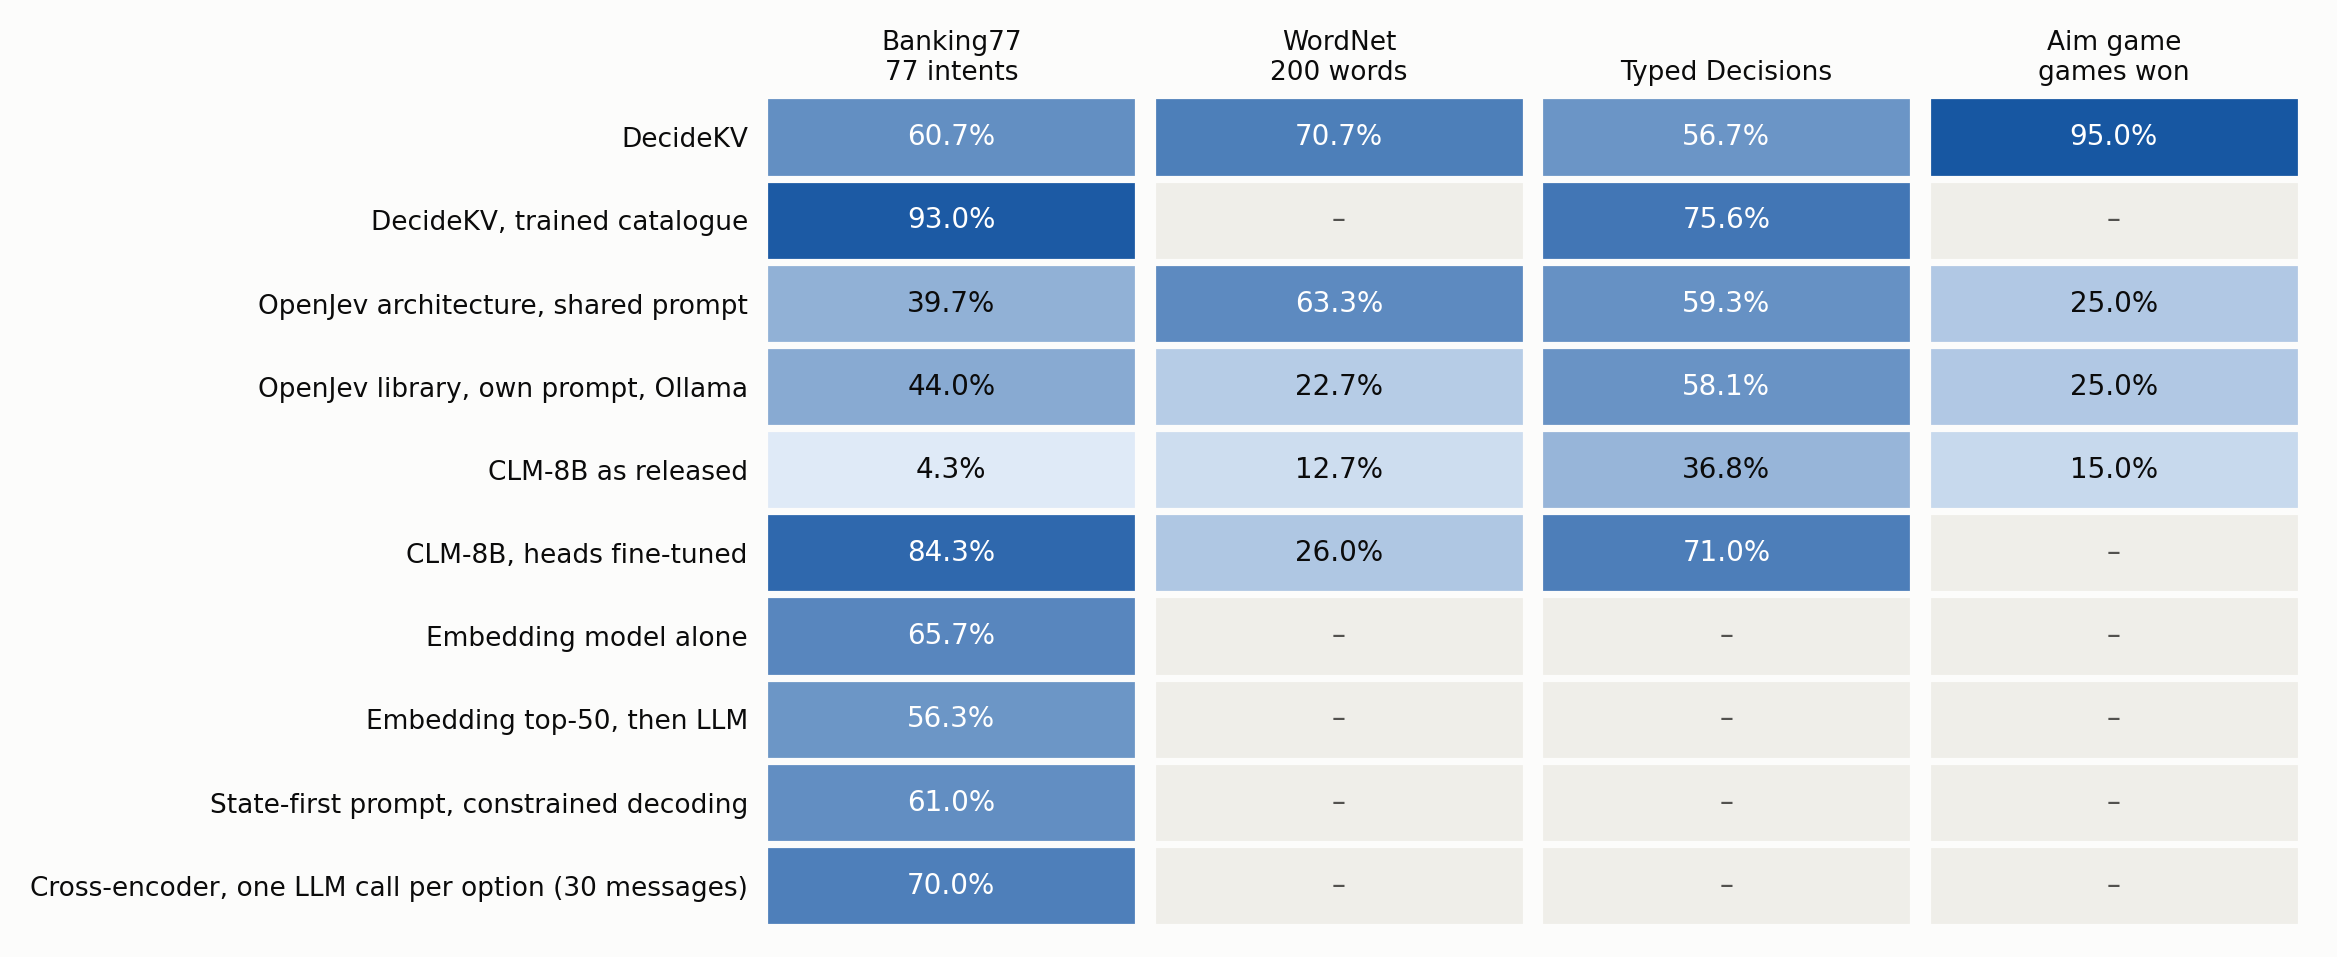 Banking77
77 intents
WordNet
200 words
Typed Decisions
Aim game
games won
DecideKV 60.7% 70.7% 56.7% 95.0%
DecideKV, trained catalogue 93.0% – 75.6% –
OpenJev architecture, shared prompt 39.7% 63.3% 59.3% 25.0%
OpenJev library, own prompt, Ollama 44.0% 22.7% 58.1% 25.0%
CLM-8B as released 4.3% 12.7% 36.8% 15.0%
CLM-8B, heads fine-tuned 84.3% 26.0% 71.0% –
Embedding model alone 65.7% – – –
Embedding top-50, then LLM 56.3% – – –
State-first prompt, constrained decoding 61.0% – – –
Cross-encoder, one LLM call per option (30 messages) 70.0% – – –